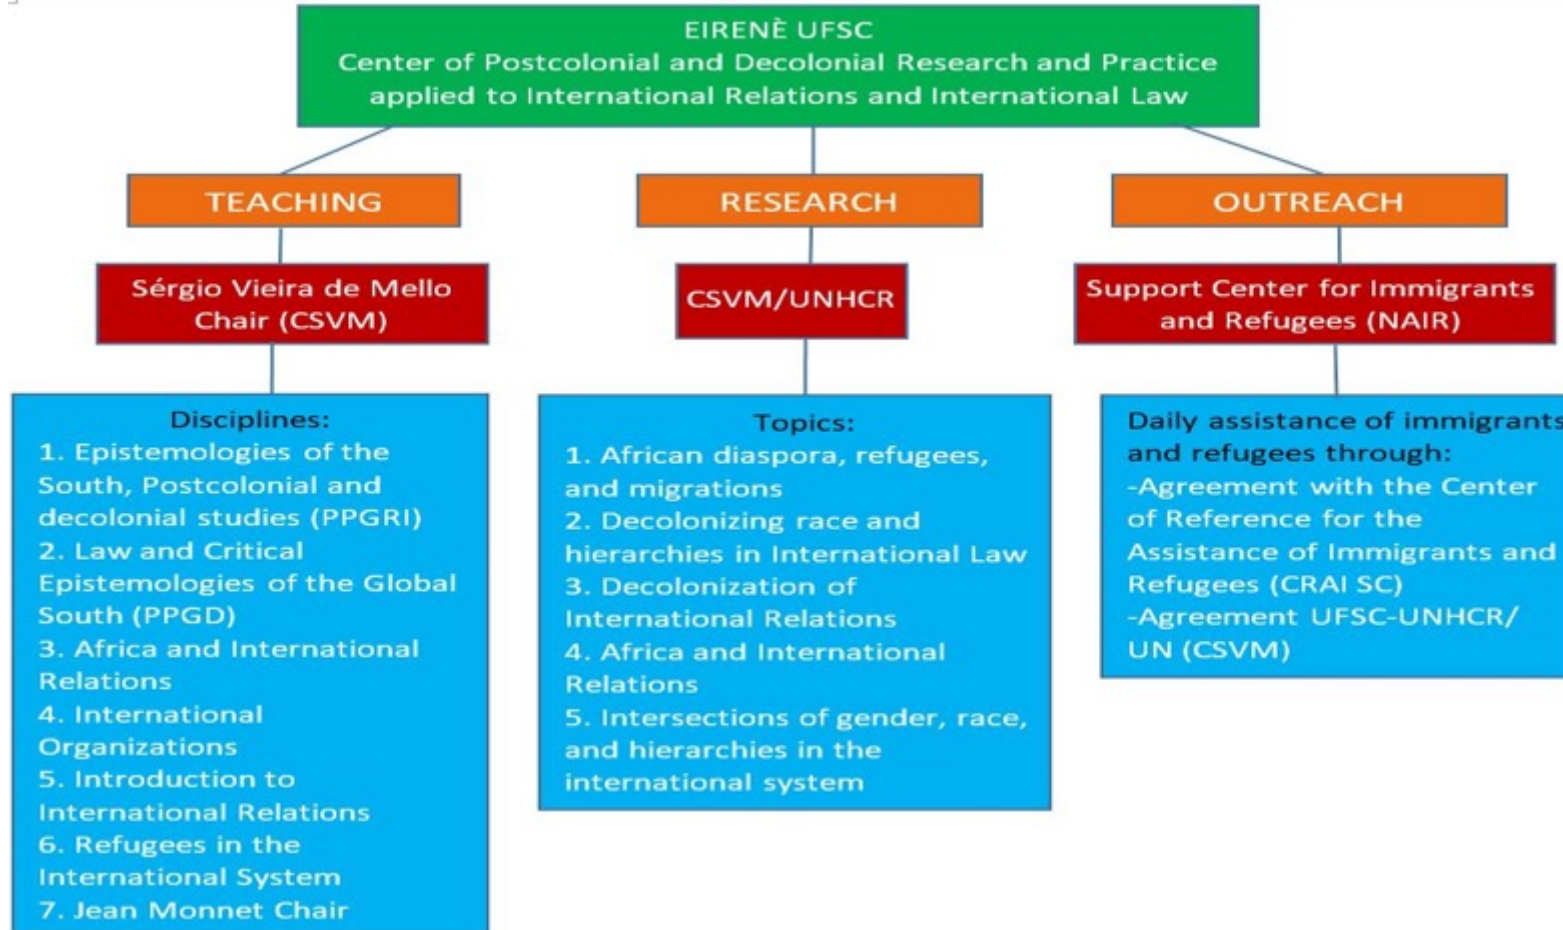 EIRENÈ UFSC
Center of Postcolonial and Decolonial Research and Practice
applied to International Relations and International Law
TEACHING
RESEARCH
OUTREACH
Sérgio Vieira de Mello
Chair (CSVM)
CSVM/UNHCR
Support Center for Immigrants
and Refugees (NAIR)
Disciplines:
1. Epistemologies of the
South, Postcolonial and
decolonial studies (PPGRI)
2. Law and Critical
Epistemologies of the Global
South (PPGD)
3. Africa and International
Relations
4. International
Organizations
5. Introduction to
International Relations
6. Refugees in the
International System
7. Jean Monnet Chair
Topics:
1. African diaspora, refugees,
and migrations
2. Decolonizing race and
hierarchies in International Law
3. Decolonization of
International Relations
4. Africa and International
Relations
5. Intersections of gender, race,
and hierarchies in the
international system
Daily assistance of immigrants
and refugees through:
-Agreement with the Center
of Reference for the
Assistance of Immigrants and
Refugees (CRAI SC)
-Agreement UFSC-UNHCR/
UN (CSVM)